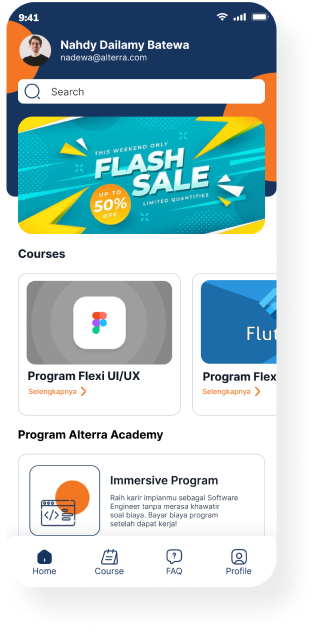 9:41
Nahdy Dailamy Batewa
nadewa@alterra.com
Search
THIS WEEKEND ONLY
FLASH
SALE
UP TO
50%
OFF
LIMITED QUANTITIES
Courses
Flut
Program Flexi UI/UX
Program Flex
Selengkapnya
Selengkapnya
Program Alterra Academy
Immersive Program
Raih karir impianmu sebagai Software
Engineer tanpa merasa khawatir
soal biaya. Bayar biaya program
setelah dapat kerja!
Home
Course
FAQ
Profile